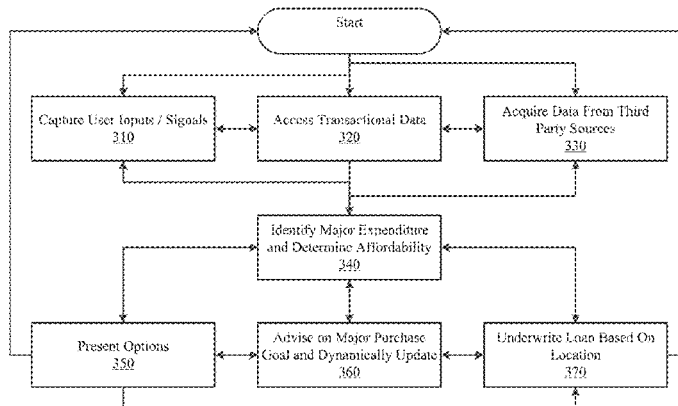 Start
Capture User Inputs / Signals
310
Access Transactional Data
320
Acquire Data From Third
Party Sources
330
Identify Major Expenditure
and Determine Affordability
340
Present Options
350
Advise on Major Purchase
Goal and Dynamically Update
360
Underwrite Loan Based On
Location
370